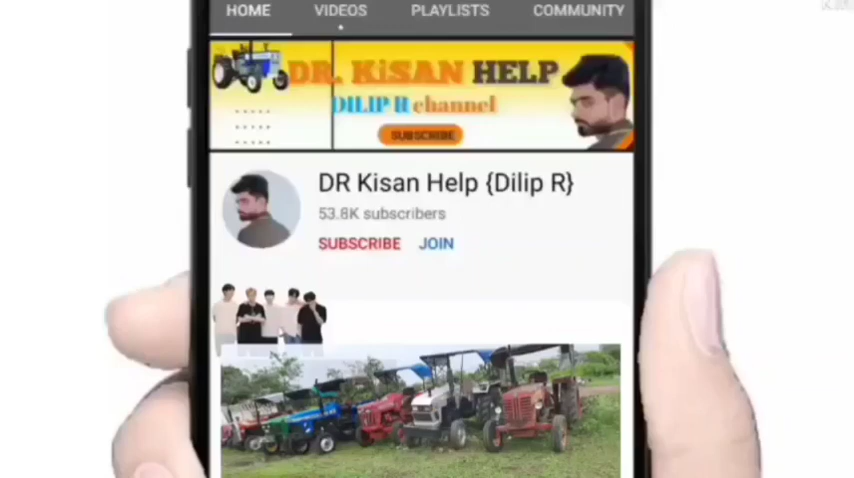 HOME VIDEOS PLAYLISTS COMMUNITY
DR. KiSAN HELP
DILIP R channel
SUBSCRIBE
DR Kisan Help {Dilip R}
53.8K subscribers
SUBSCRIBE JOIN